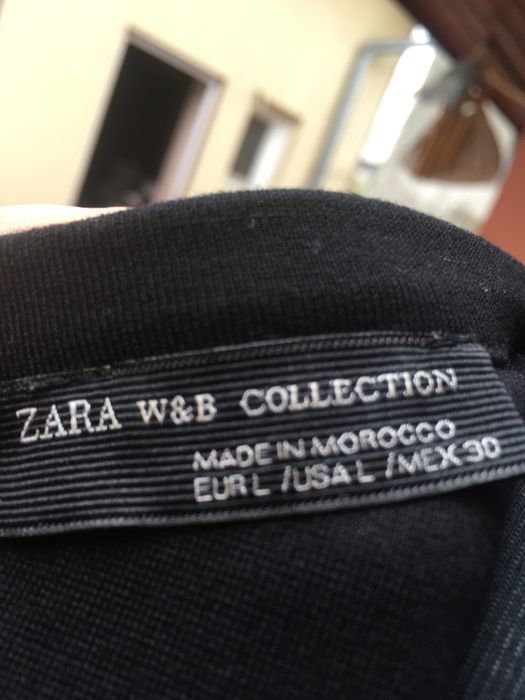 ZARA W&B COLLECTION
MADE IN MOROCCO
EUR L / USA L / MEX 30